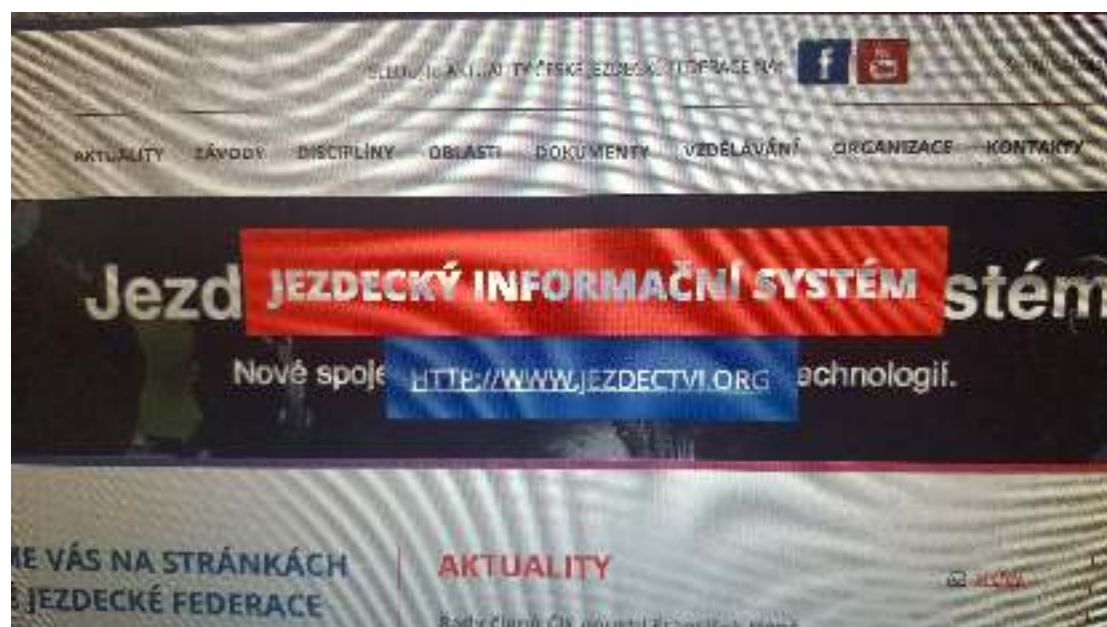 AKTUALITY ZÁVODY DISCIPLÍNY OBLASTI DOKUMENTY VZDĚLÁVÁNÍ ORGANIZACE KONTAKTY
Jezd JEZDECKÝ INFORMAČNÍ SYSTÉM stém
Nové spoje HTTP://WWW.JEZDECTVI.ORG echnologií.
ME VÁS NA STRÁNKÁCH
JEZDECKÉ FEDERACE
AKTUALITY